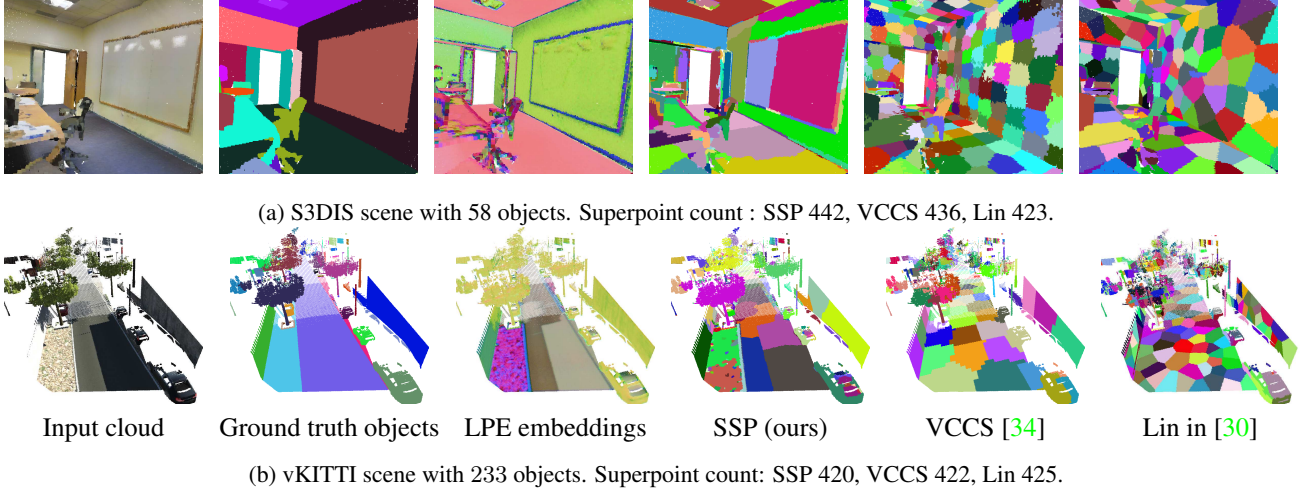 (a) S3DIS scene with 58 objects. Superpoint count : SSP 442, VCCS 436, Lin 423.
Input cloud Ground truth objects LPE embeddings SSP (ours) VCCS [34] Lin in [30]
(b) vKITTI scene with 233 objects. Superpoint count: SSP 420, VCCS 422, Lin 425.